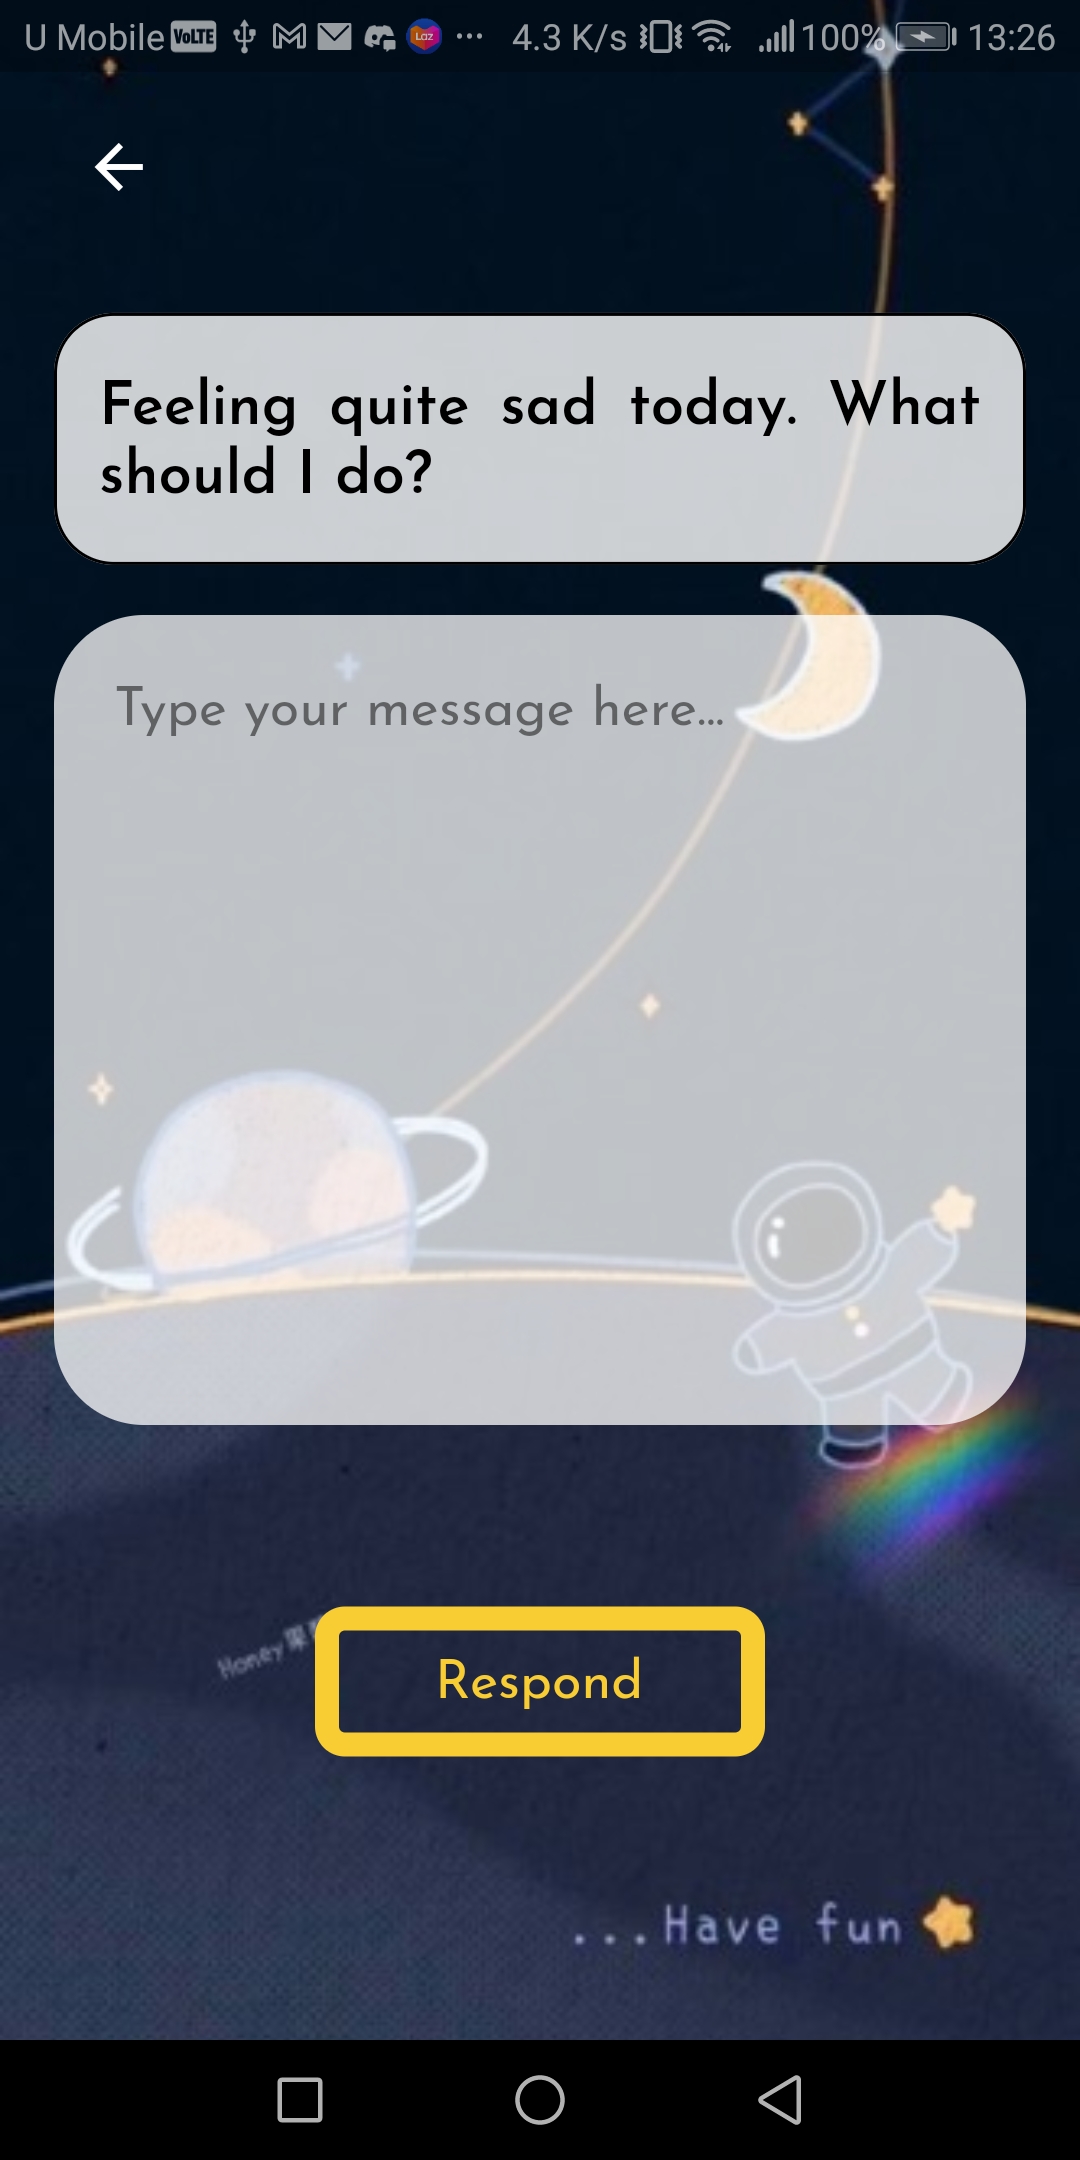 U Mobile VoLTE Laz ... 4.3 K/s 100% 13:26
Feeling quite sad today. What
should I do?
Type your message here...
Honey
Respond
...Have fun